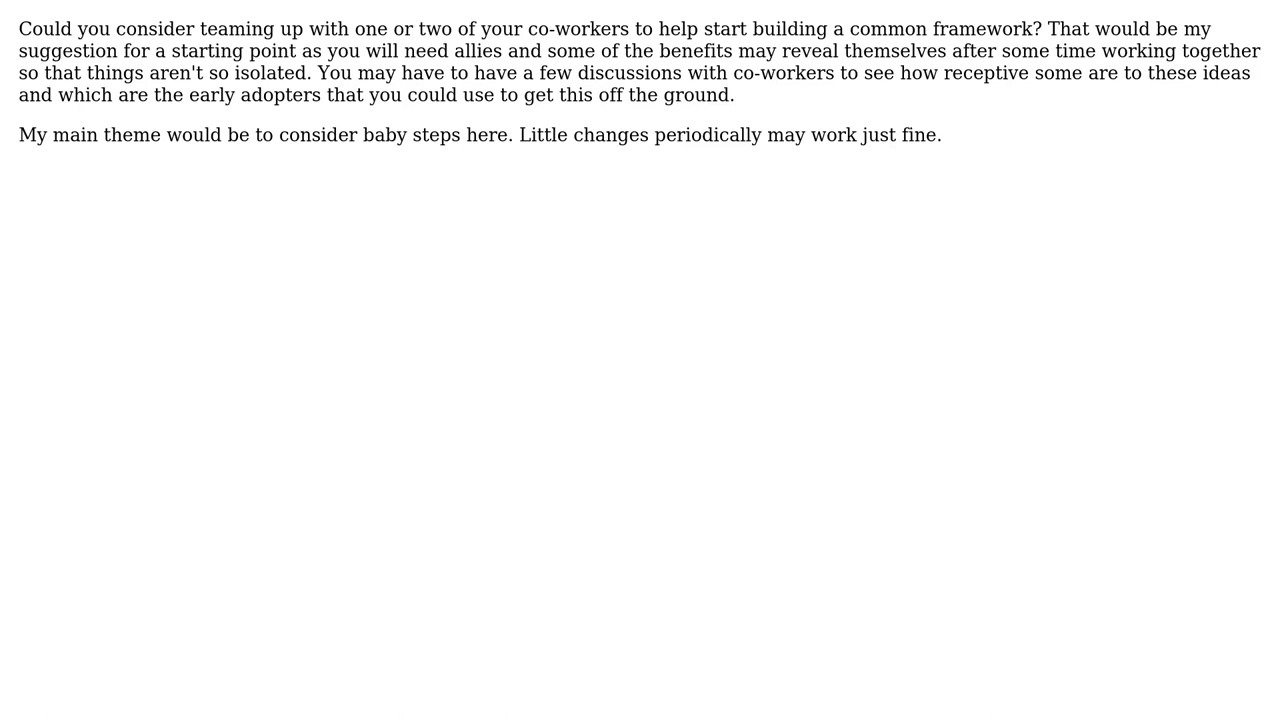 Could you consider teaming up with one or two of your co-workers to help start building a common framework? That would be my
suggestion for a starting point as you will need allies and some of the benefits may reveal themselves after some time working together
so that things aren't so isolated. You may have to have a few discussions with co-workers to see how receptive some are to these ideas
and which are the early adopters that you could use to get this off the ground.
My main theme would be to consider baby steps here. Little changes periodically may work just fine.